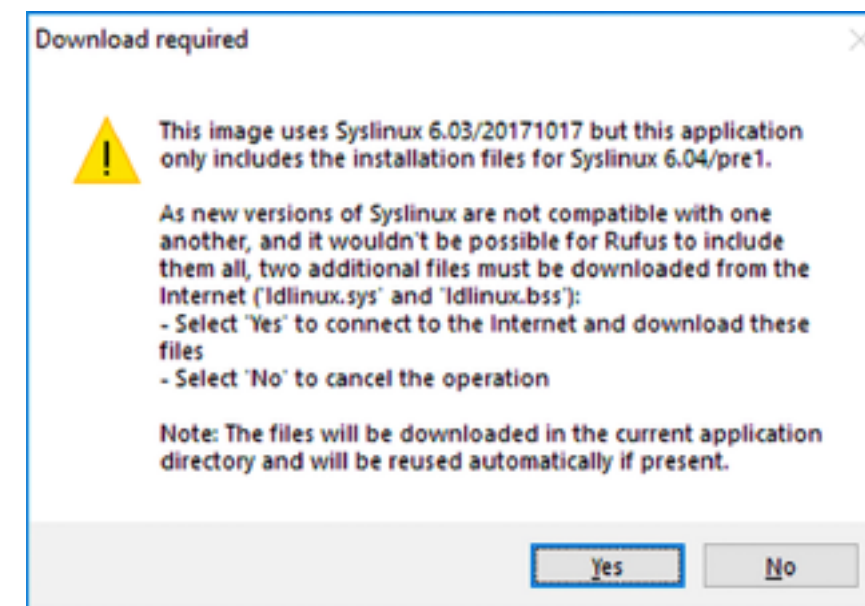 Download required
This image uses Syslinux 6.03/20171017 but this application
only includes the installation files for Syslinux 6.04/pre1.
As new versions of Syslinux are not compatible with one
another, and it wouldn't be possible for Rufus to include
them all, two additional files must be downloaded from the
Internet ('ldlinux.sys' and 'ldlinux.bss'):
- Select 'Yes' to connect to the Internet and download these
files
- Select 'No' to cancel the operation
Note: The files will be downloaded in the current application
directory and will be reused automatically if present.
Yes
No